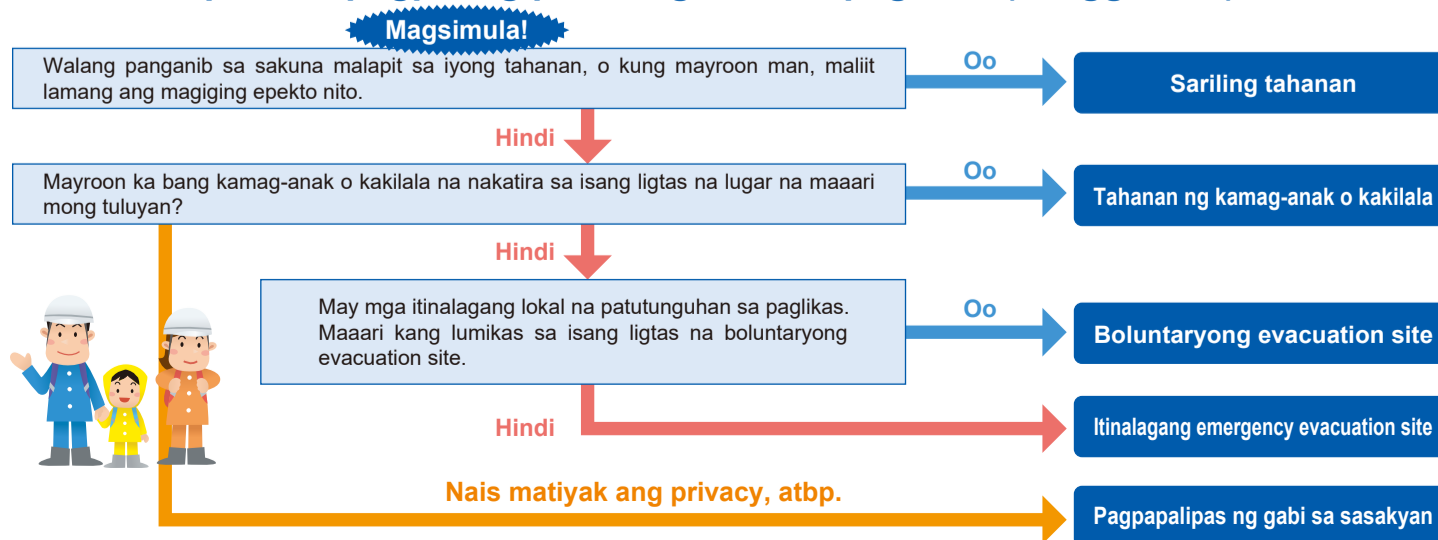 Magsimula!
Walang panganib sa sakuna malapit sa iyong tahanan, o kung mayroon man, maliit
lamang ang magiging epekto nito.
Oo
Sariling tahanan
Hindi
Mayroon ka bang kamag-anak o kakilala na nakatira sa isang ligtas na lugar na maaari
mong tuluyan?
Oo
Tahanan ng kamag-anak o kakilala
Hindi
May mga itinalagang lokal na patutunguhan sa paglikas.
Maaari kang lumikas sa isang ligtas na boluntaryong
evacuation site.
Oo
Boluntaryong evacuation site
Hindi
Itinalagang emergency evacuation site
Nais matiyak ang privacy, atbp.
Pagpapalipas ng gabi sa sasakyan